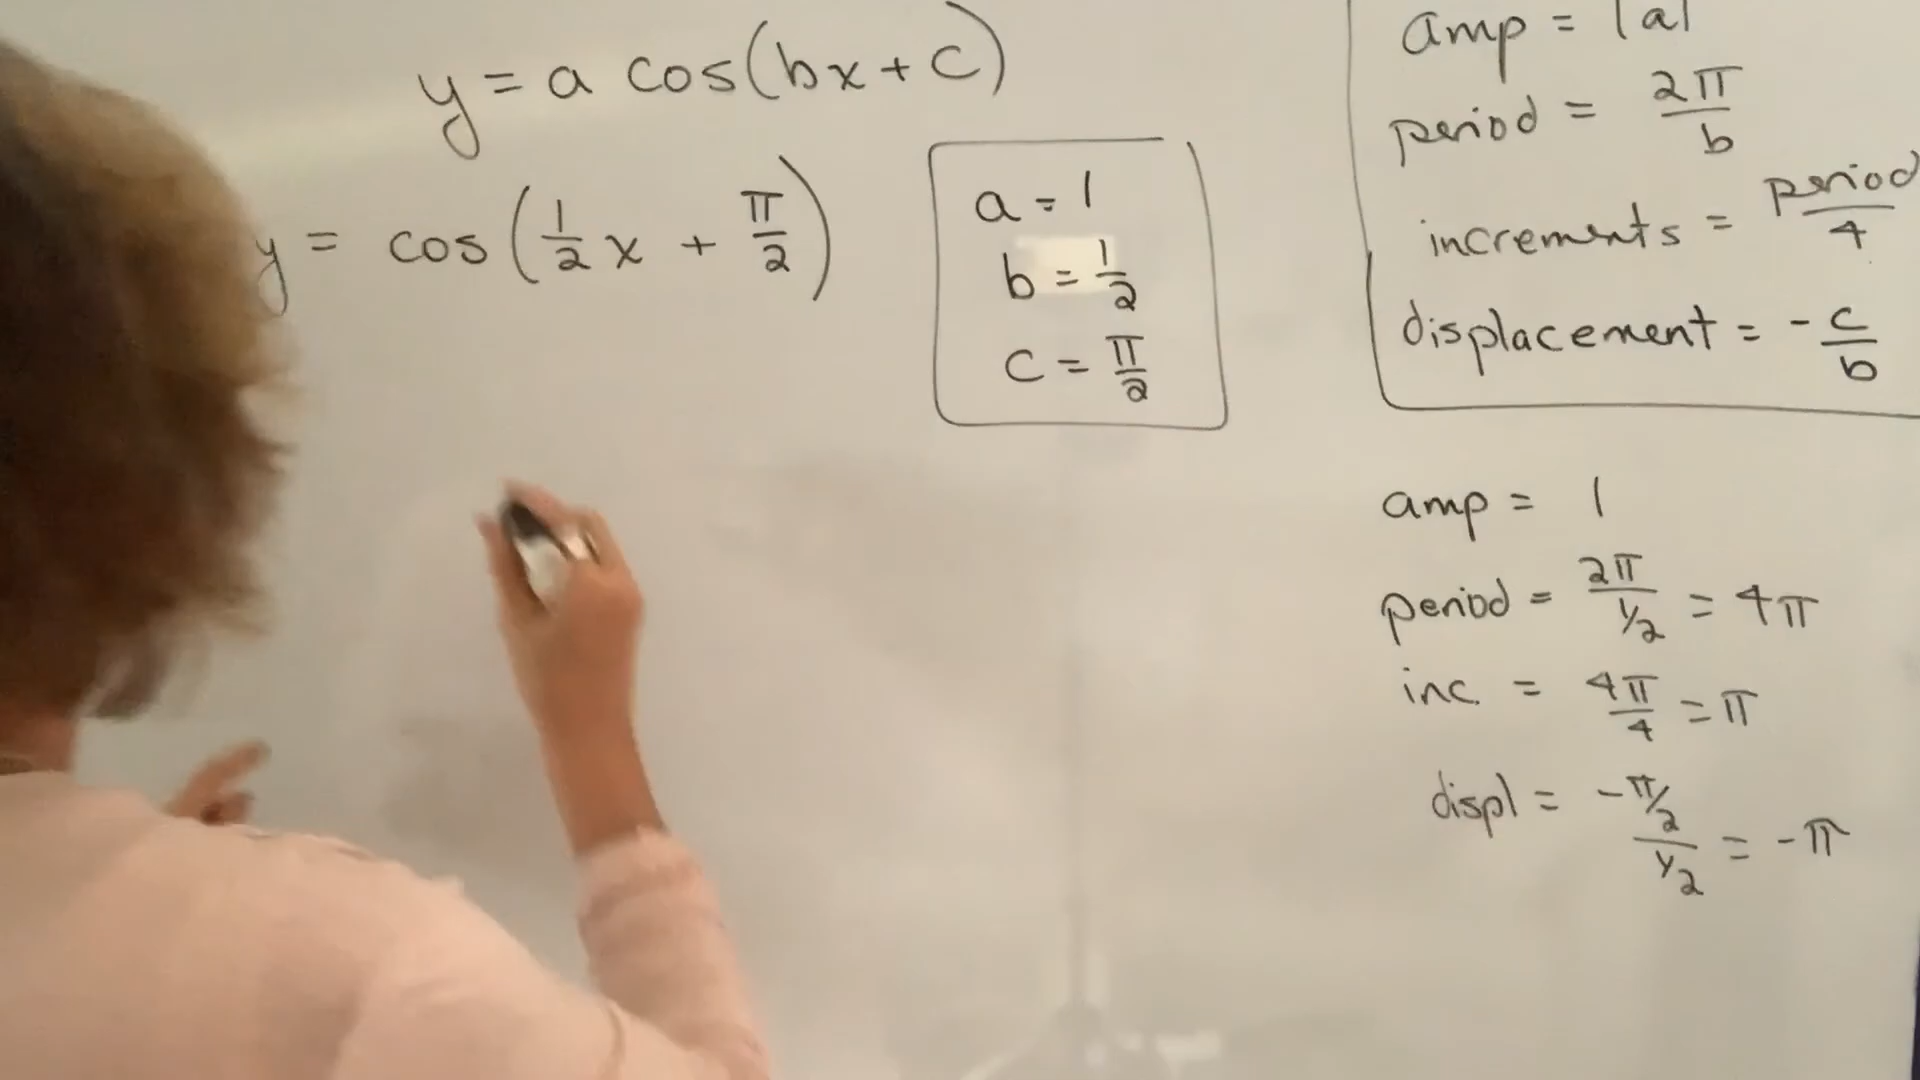 y = a cos(bx + c)
y = cos(1/2 x + π/2)
a = 1
b = 1/2
c = π/2
amp = |a|
period = 2π/b
increments = period/4
displacement = - c/b
amp = 1
period = 2π/1/2 = 4π
inc. = 4π/4 = π
displ = -π/2/1/2 = -π